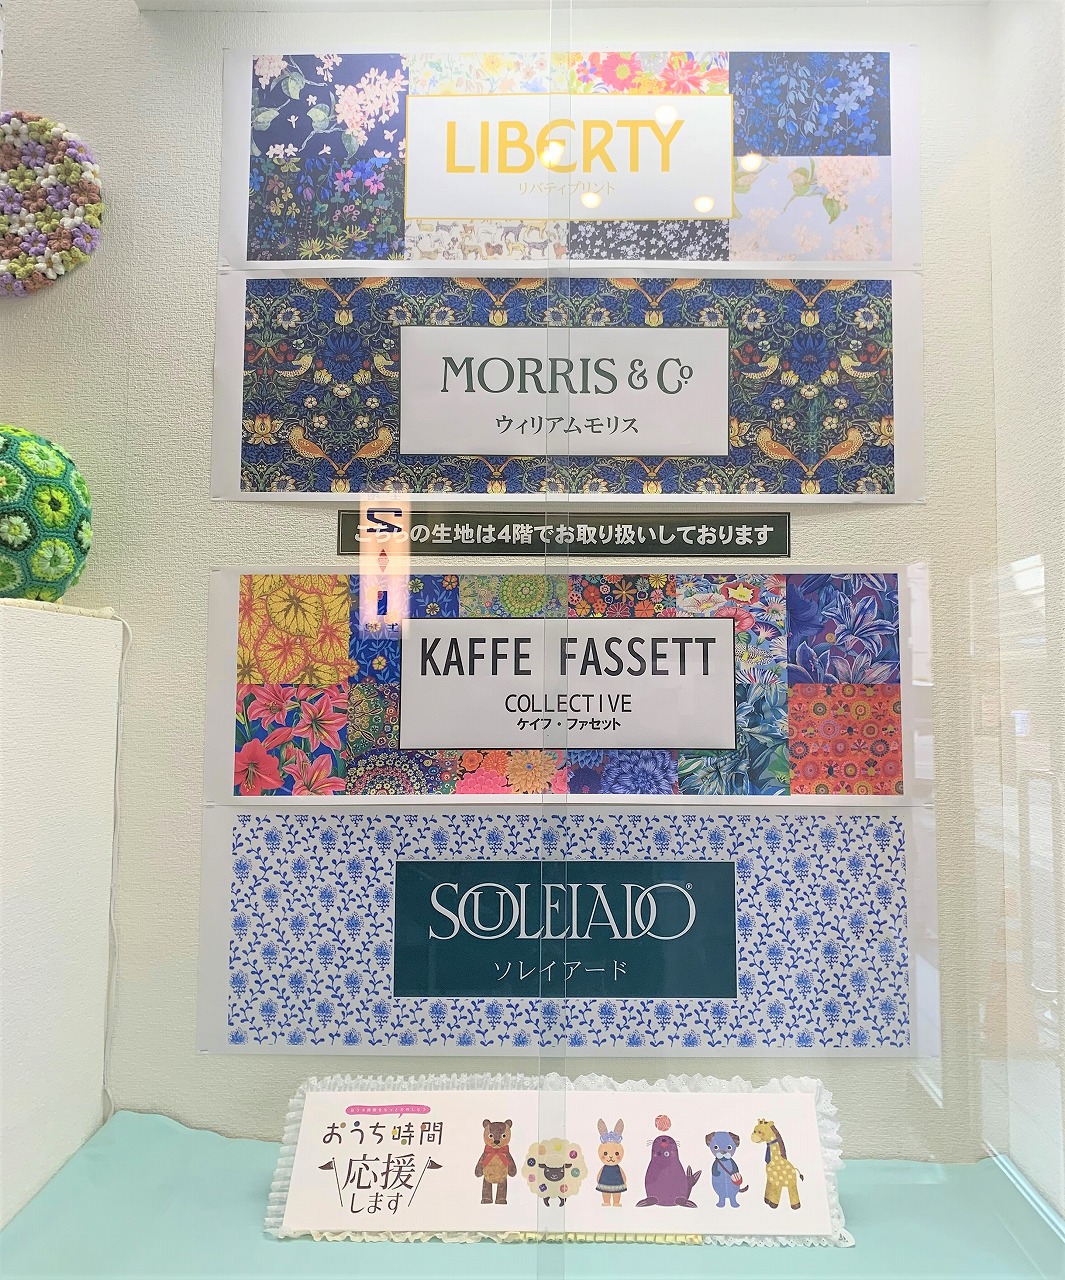 LIBERTY
リバティプリント
MORRIS & Co
ウィリアムモリス
こちらの生地は4階でお取り扱いしております
KAFFE FASSETT
COLLECTIVE
ケイフ・ファセット
SOULEIADO®
ソレイアード
おうち時間
応援
します